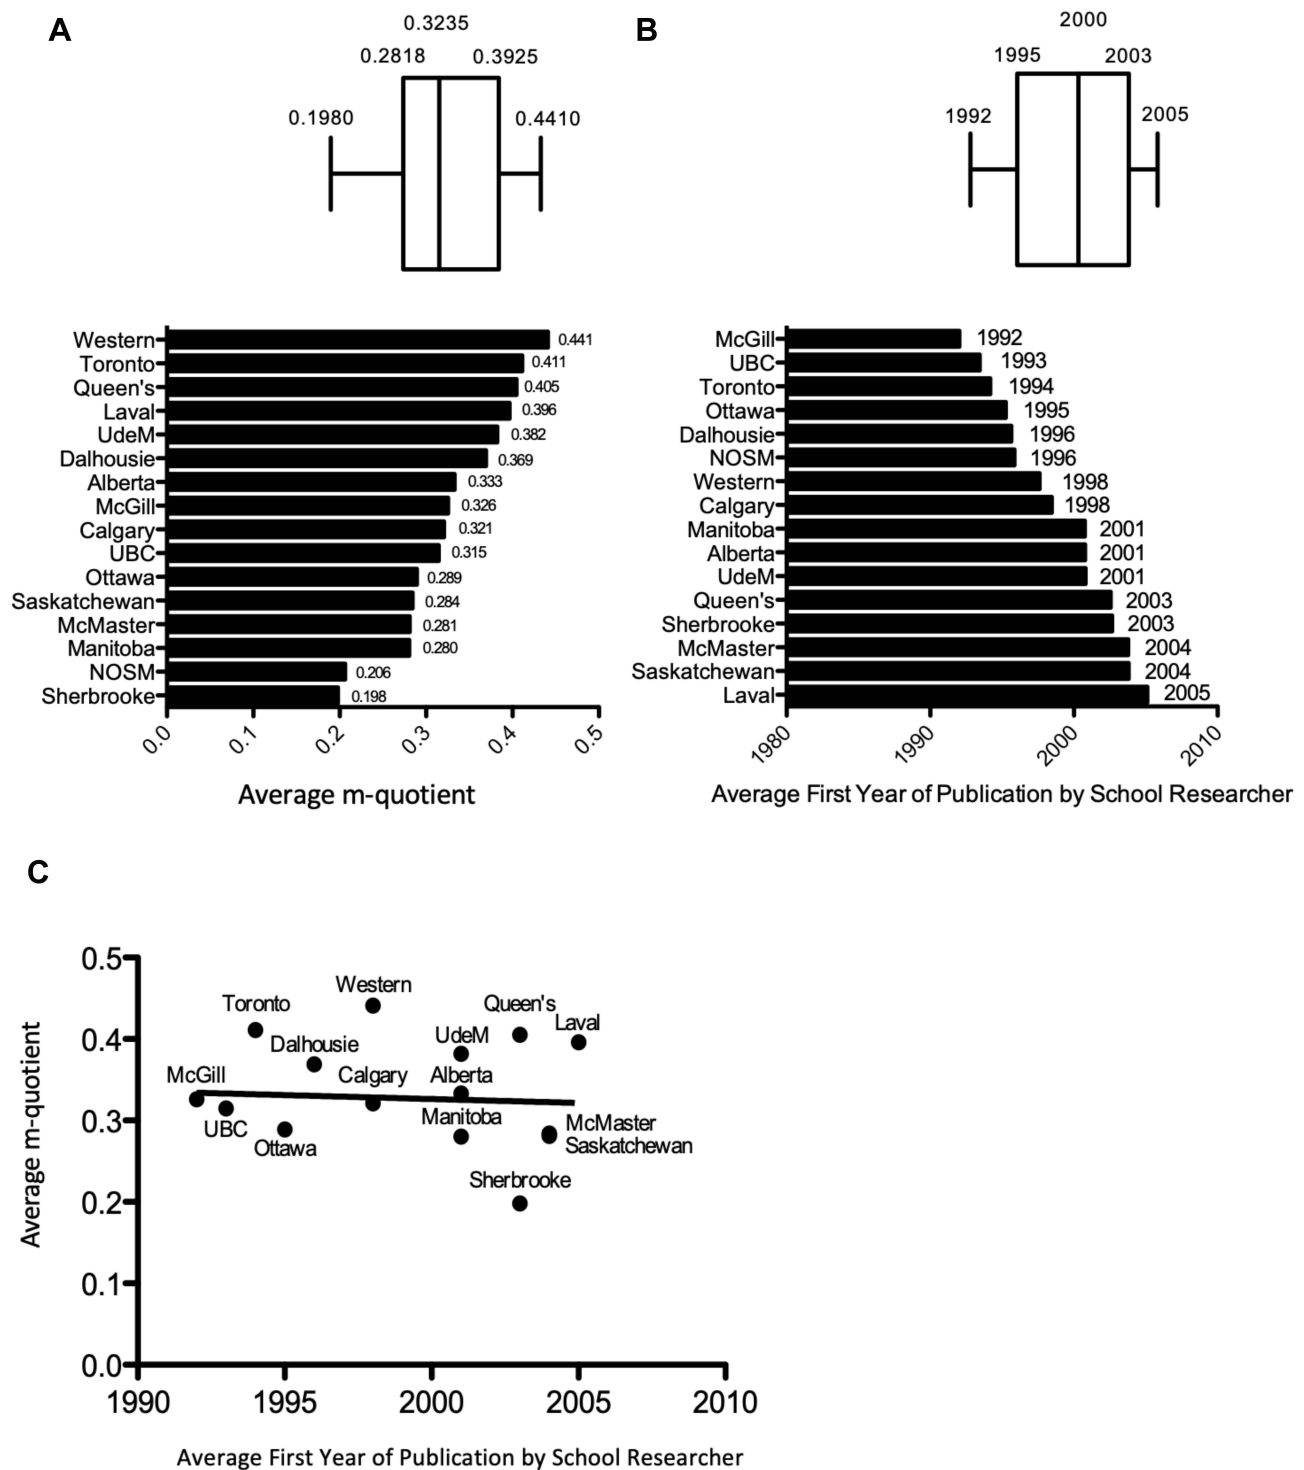 A
0.3235
0.2818 0.3925
0.1980 0.4410
Western 0.441
Toronto 0.411
Queen's 0.405
Laval 0.396
UdeM 0.382
Dalhousie 0.369
Alberta 0.333
McGill 0.326
Calgary 0.321
UBC 0.315
Ottawa 0.289
Saskatchewan 0.284
McMaster 0.281
Manitoba 0.280
NOSM 0.206
Sherbrooke 0.198
0.0 0.1 0.2 0.3 0.4 0.5
Average m-quotient
B
2000
1995 2003
1992 2005
McGill 1992
UBC 1993
Toronto 1994
Ottawa 1995
Dalhousie 1996
NOSM 1996
Western 1998
Calgary 1998
Manitoba 2001
Alberta 2001
UdeM 2001
Queen's 2003
Sherbrooke 2003
McMaster 2004
Saskatchewan 2004
Laval 2005
1980 1990 2000 2010
Average First Year of Publication by School Researcher
C
Average m-quotient
0.5
0.4
0.3
0.2
0.1
0.0
Western
Toronto Queen's
Laval
UdeM
Dalhousie
McGill Calgary Alberta
Manitoba
UBC McMaster
Ottawa Saskatchewan
Sherbrooke
1990 1995 2000 2005 2010
Average First Year of Publication by School Researcher